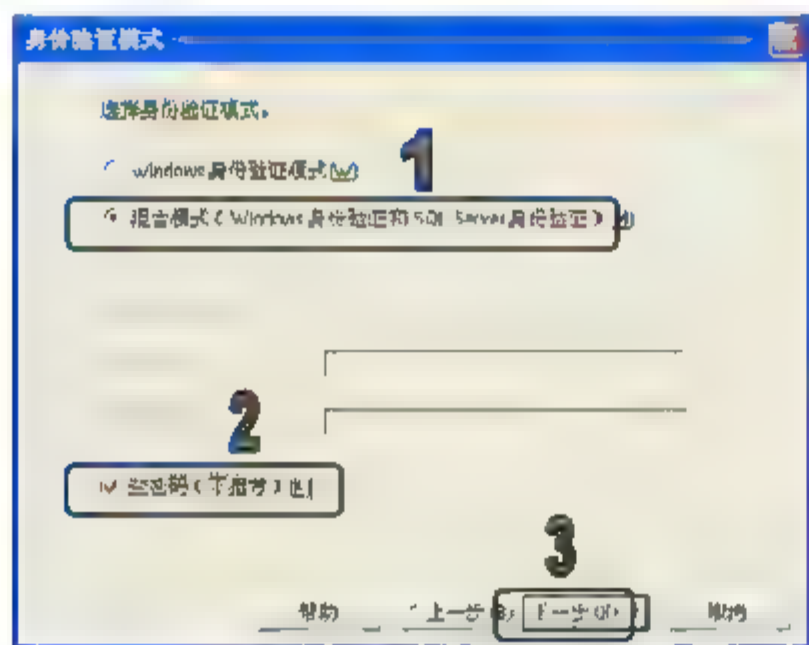 身份验证模式
选择身份验证模式。
1
Windows 身份验证模式(W)
混合模式(Windows 身份验证和 SQL Server 身份验证)
2
空密码(不推荐)
3
帮助
上一步(B)
下一步(N)
取消